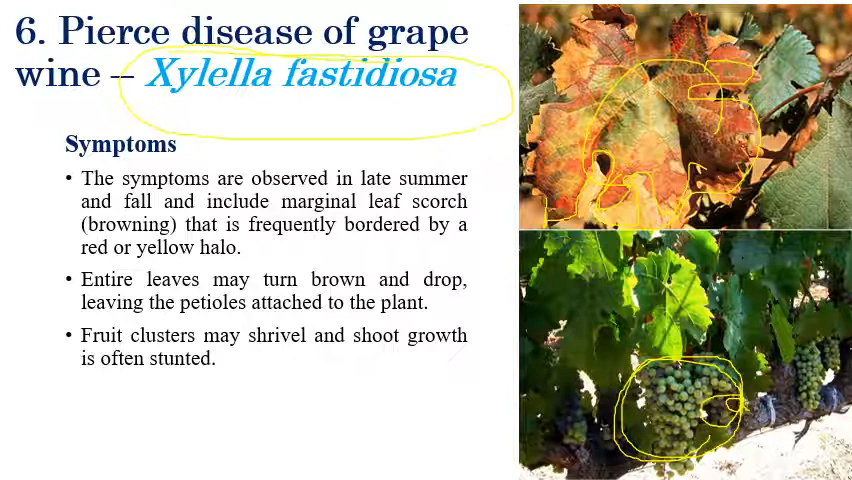 6. Pierce disease of grape
wine – Xylella fastidiosa
Symptoms
• The symptoms are observed in late summer
and fall and include marginal leaf scorch
(browning) that is frequently bordered by a
red or yellow halo.
• Entire leaves may turn brown and drop,
leaving the petioles attached to the plant.
• Fruit clusters may shrivel and shoot growth
is often stunted.